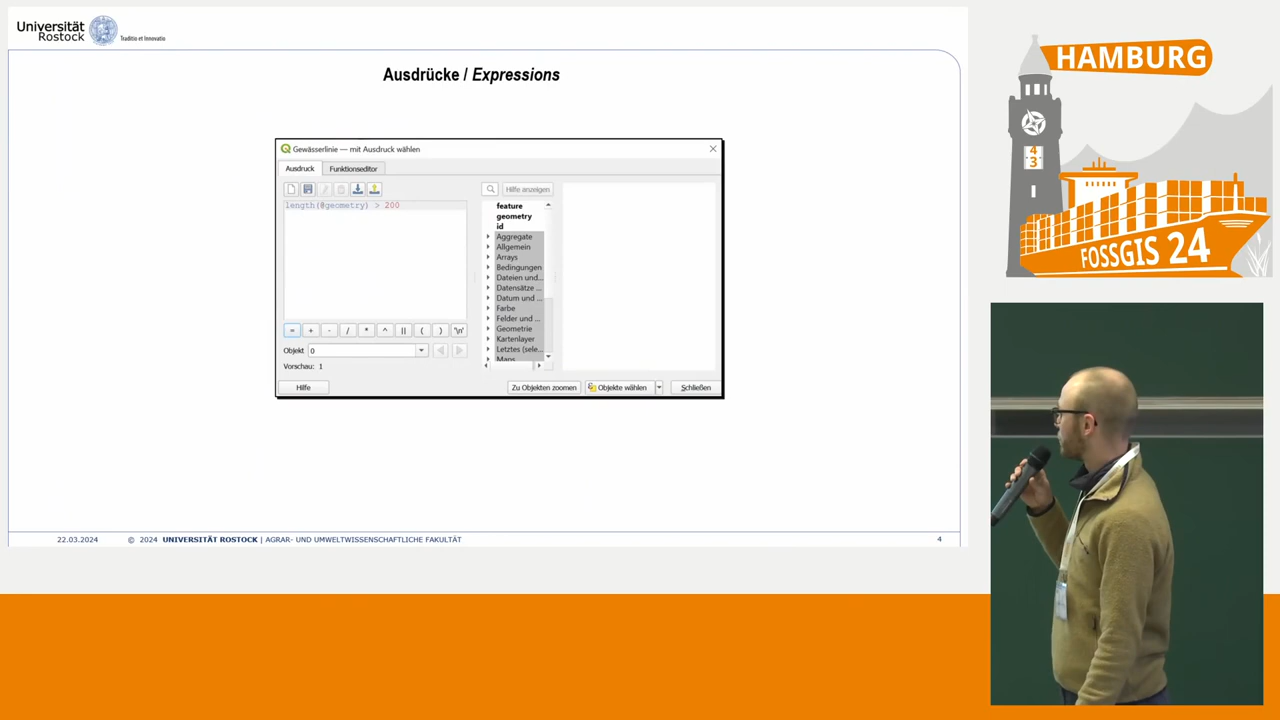 Universität
Rostock
Traditio et Innovatio
Ausdrücke / Expressions
Gewässerlinie — mit Ausdruck wählen
Ausdruck
Funktionseditor
Hilfe anzeigen
length(@geometry) > 200
feature
geometry
id
Aggregate
Allgemein
Arrays
Bedingungen
Dateien und...
Datensätze ...
Datum und ...
Farbe
Felder und ...
Geometrie
Kartenlayer
Letztes (sele...
Maps
= + - / * ^ || ( ) '\n'
Objekt 0
Vorschau: 1
Hilfe
Zu Objekten zoomen
Objekte wählen
Schließen
22.03.2024 © 2024 UNIVERSITÄT ROSTOCK | AGRAR- UND UMWELTWISSENSCHAFTLICHE FAKULTÄT 4
HAMBURG
4
3
FOSSGIS 24